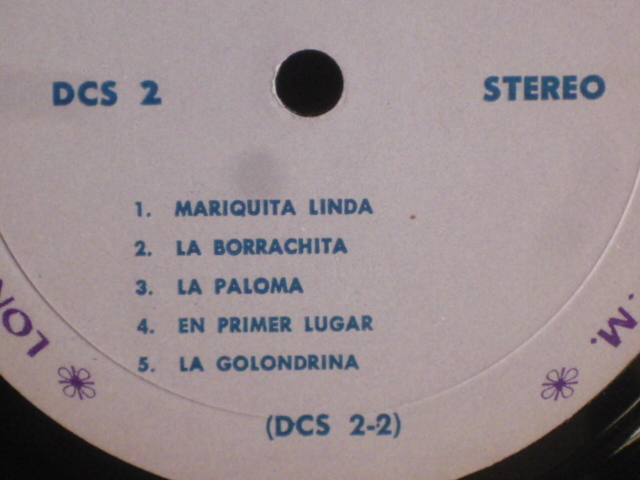 DCS 2
STEREO
1. MARIQUITA LINDA
2. LA BORRACHITA
3. LA PALOMA
4. EN PRIMER LUGAR
5. LA GOLONDRINA
(DCS 2-2)
LON
.M.